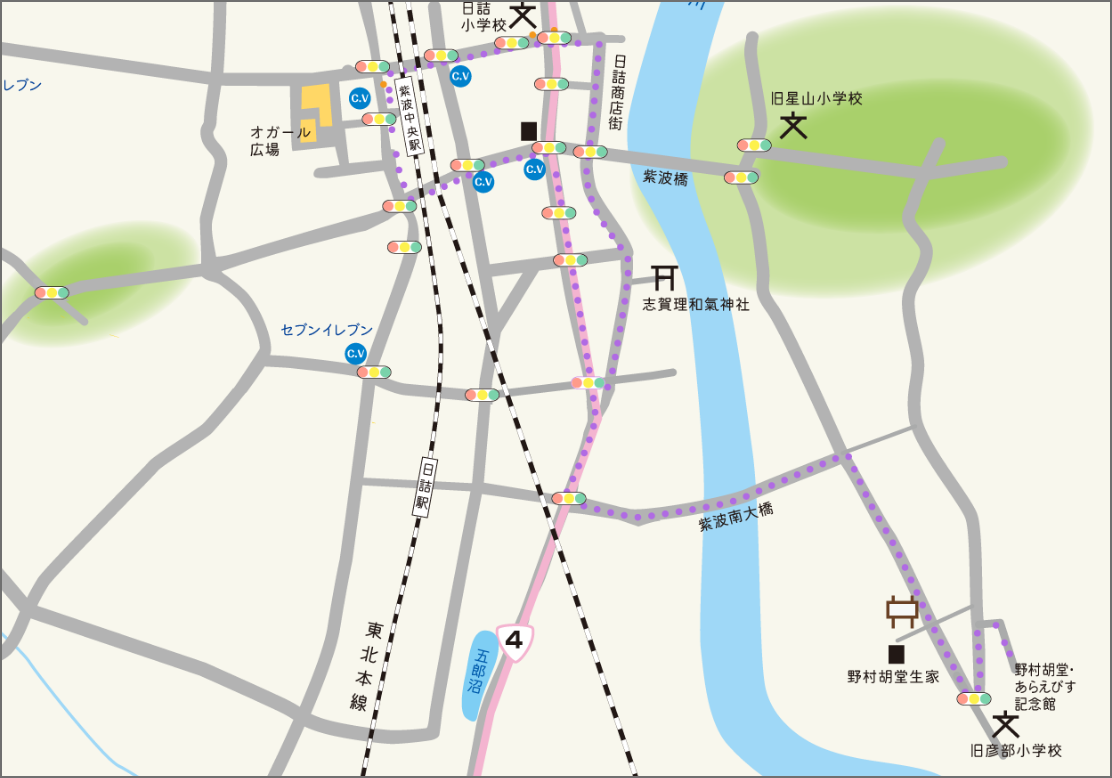 川
日詰
小学校
レブン
C.V
C.V
紫波中央駅
日詰商店街
旧星山小学校
オガール
広場
C.V
C.V
紫波橋
志賀理和氣神社
セブンイレブン
C.V
日詰駅
紫波南大橋
東北本線
4
五郎沼
野村胡堂生家
野村胡堂・
あらえびす
記念館
旧彦部小学校